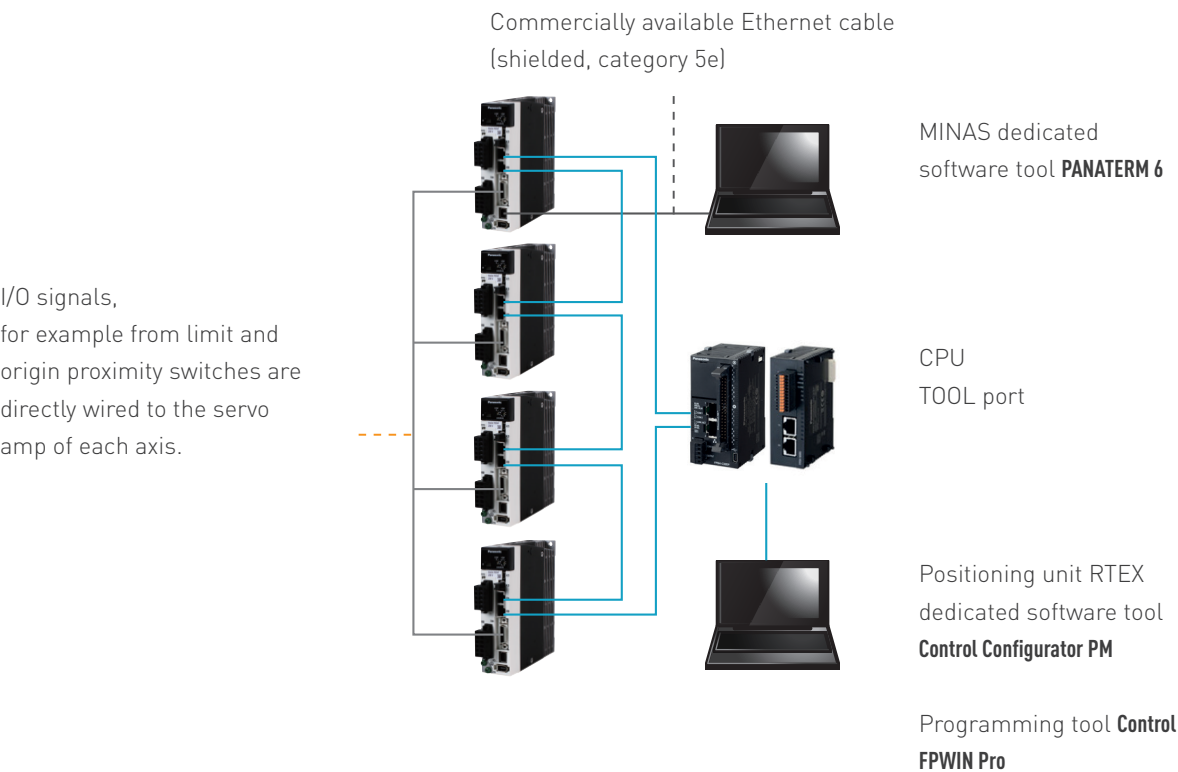 Commercially available Ethernet cable
(shielded, category 5e)
MINAS dedicated
software tool PANATERM 6
I/O signals,
for example from limit and
origin proximity switches are
directly wired to the servo
amp of each axis.
CPU
TOOL port
Positioning unit RTEX
dedicated software tool
Control Configurator PM
Programming tool Control
FPWIN Pro